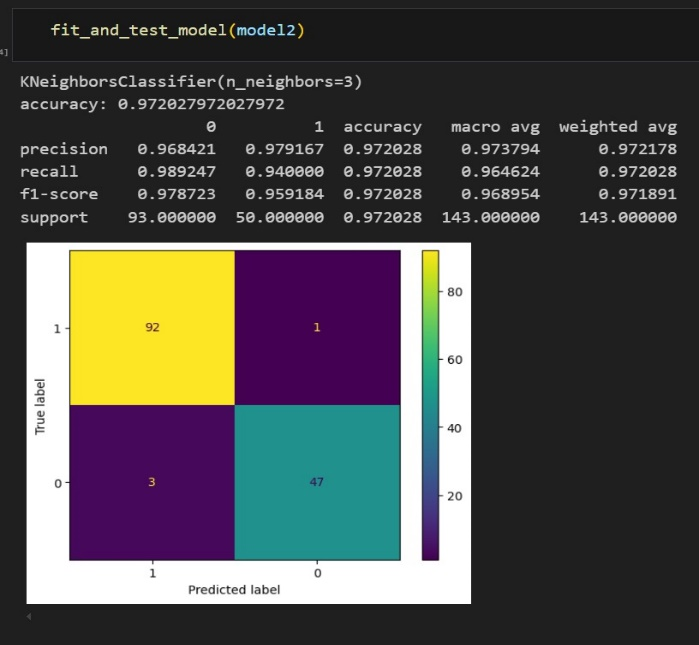 fit_and_test_model(model2)
4]
KNeighborsClassifier(n_neighbors=3)
accuracy: 0.972027972027972
0 1 accuracy macro avg weighted avg
precision 0.968421 0.979167 0.972028 0.973794 0.972178
recall 0.989247 0.940000 0.972028 0.964624 0.972028
f1-score 0.978723 0.959184 0.972028 0.968954 0.971891
support 93.000000 50.000000 0.972028 143.000000 143.000000
92 1
3 47
1
0
True label
1 0
Predicted label
80
60
40
20